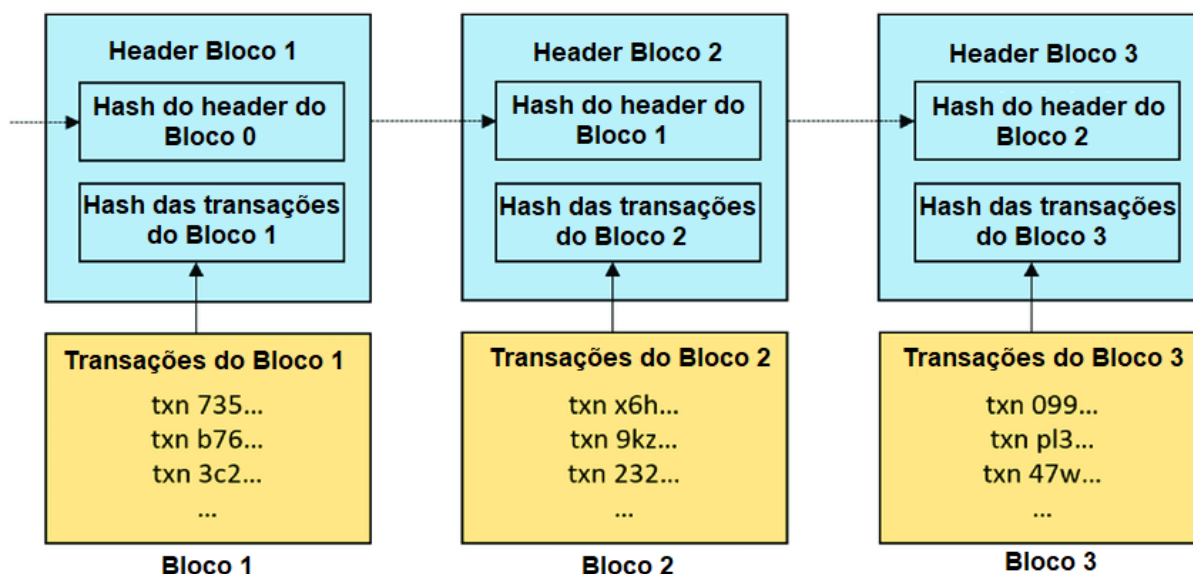 Header Bloco 1
Hash do header do
Bloco 0
Hash das transações
do Bloco 1
Transações do Bloco 1
txn 735...
txn b76...
txn 3c2...
...
Bloco 1
Header Bloco 2
Hash do header do
Bloco 1
Hash das transações
do Bloco 2
Transações do Bloco 2
txn x6h...
txn 9kz...
txn 232...
...
Bloco 2
Header Bloco 3
Hash do header do
Bloco 2
Hash das transações
do Bloco 3
Transações do Bloco 3
txn 099...
txn pl3...
txn 47w...
...
Bloco 3